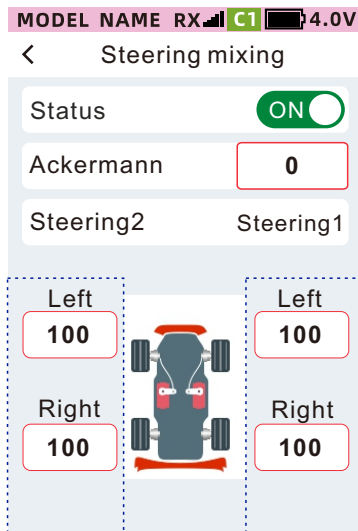 MODEL NAME RX C1 4.0V
< Steering mixing
Status ON
Ackermann 0
Steering2 Steering1
Left Left
100 100
Right Right
100 100